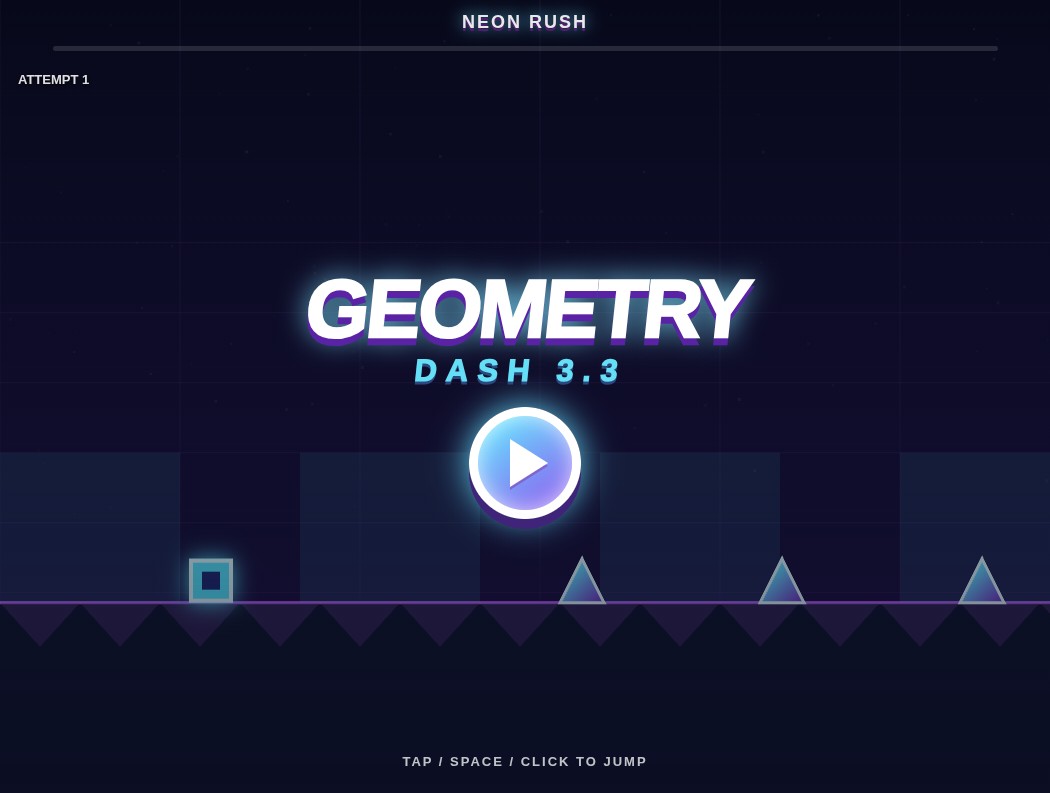 NEON RUSH
ATTEMPT 1
GEOMETRY
DASH 3.3
TAP / SPACE / CLICK TO JUMP